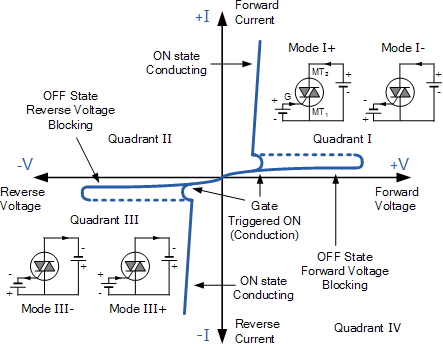 +I
Forward
Current
ON state
Conducting
Mode I+
Mode I-
MT₂
G
MT₁
+
-
+
-
+
-
+
-
OFF State
Reverse Voltage
Blocking
Quadrant II
Quadrant I
-V
+V
Reverse
Voltage
Forward
Voltage
Quadrant III
Gate
Triggered ON
(Conduction)
OFF State
Forward Voltage
Blocking
-
+
-
+
+
-
-
+
Mode III-
Mode III+
ON state
Conducting
-I
Reverse
Current
Quadrant IV